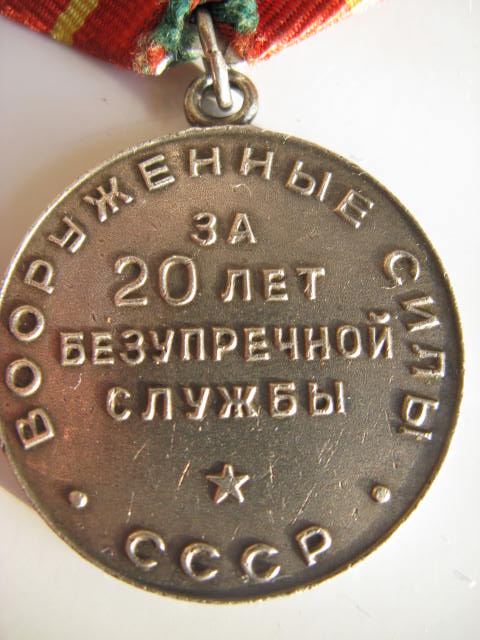 ВООРУЖЕННЫЕ СИЛЫ
ЗА
20 ЛЕТ
БЕЗУПРЕЧНОЙ
СЛУЖБЫ
СССР